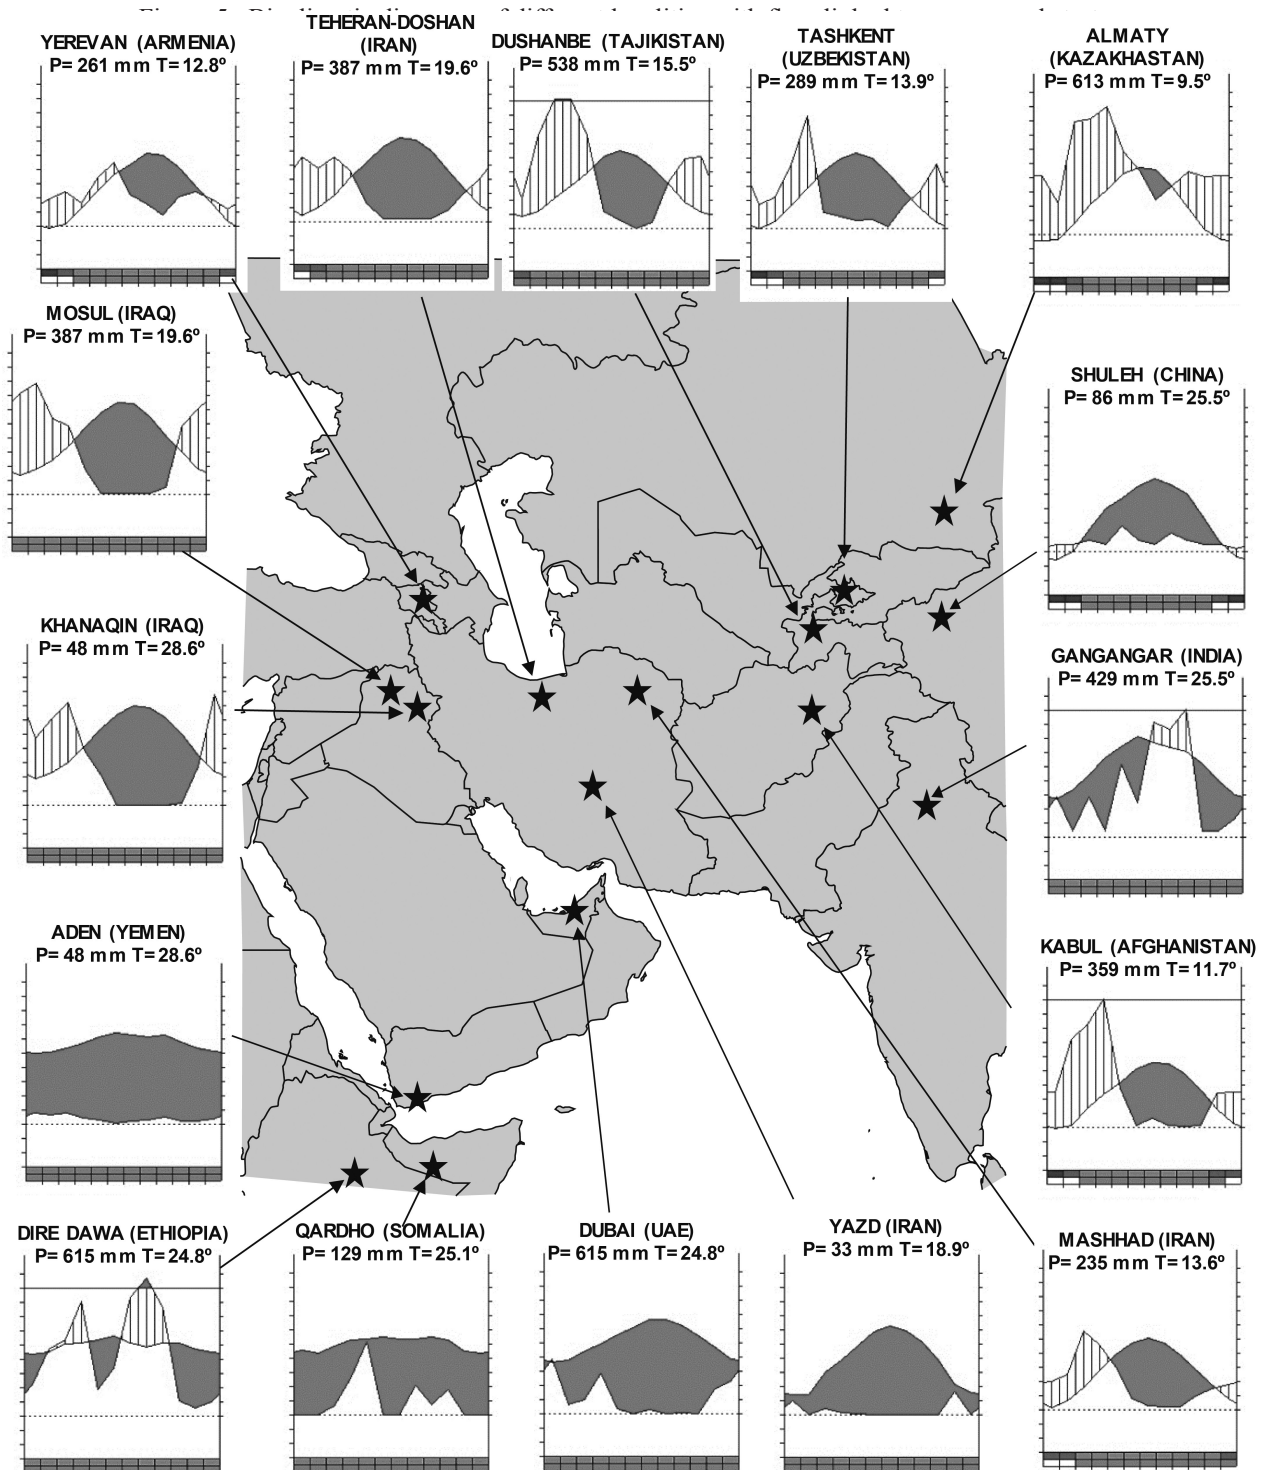 TEHERAN-DOSHAN
(IRAN)
P= 387 mm T= 19.6º
YEREVAN (ARMENIA)
P= 261 mm T= 12.8º
DUSHANBE (TAJIKISTAN)
P= 538 mm T= 15.5º
TASHKENT
(UZBEKISTAN)
P= 289 mm T= 13.9º
ALMATY
(KAZAKHASTAN)
P= 613 mm T= 9.5º
MOSUL (IRAQ)
P= 387 mm T= 19.6º
SHULEH (CHINA)
P= 86 mm T= 25.5º
KHANAQIN (IRAQ)
P= 48 mm T= 28.6º
GANGANGAR (INDIA)
P= 429 mm T= 25.5º
ADEN (YEMEN)
P= 48 mm T= 28.6º
KABUL (AFGHANISTAN)
P= 359 mm T= 11.7º
DIRE DAWA (ETHIOPIA)
P= 615 mm T= 24.8º
QARDHO (SOMALIA)
P= 129 mm T= 25.1º
DUBAI (UAE)
P= 615 mm T= 24.8º
YAZD (IRAN)
P= 33 mm T= 18.9º
MASHHAD (IRAN)
P= 235 mm T= 13.6º